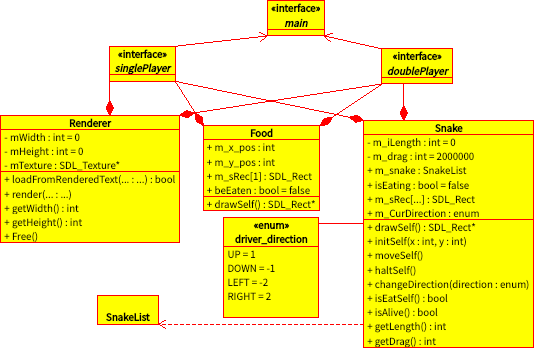 «interface»
main
«interface»
singlePlayer
«interface»
doublePlayer
Renderer
- mWidth : int = 0
- mHeight : int = 0
- mTexture : SDL_Texture*
+ loadFromRenderedText(... : ...) : bool
+ render(... : ...)
+ getWidth() : int
+ getHeight() : int
+ Free()
Food
+ m_x_pos : int
+ m_y_pos : int
+ m_sRec[1] : SDL_Rect
+ beEaten : bool = false
+ drawSelf() : SDL_Rect*
Snake
- m_iLength : int = 0
- m_drag : int = 2000000
+ m_snake : SnakeList
+ isEating : bool = false
+ m_sRec[...] : SDL_Rect
+ m_CurDirection : enum
+ drawSelf() : SDL_Rect*
+ initSelf(x : int, y : int)
+ moveSelf()
+ haltSelf()
+ changeDirection(direction : enum)
+ isEatSelf() : bool
+ isAlive() : bool
+ getLength() : int
+ getDrag() : int
«enum»
driver_direction
UP = 1
DOWN = -1
LEFT = -2
RIGHT = 2
SnakeList